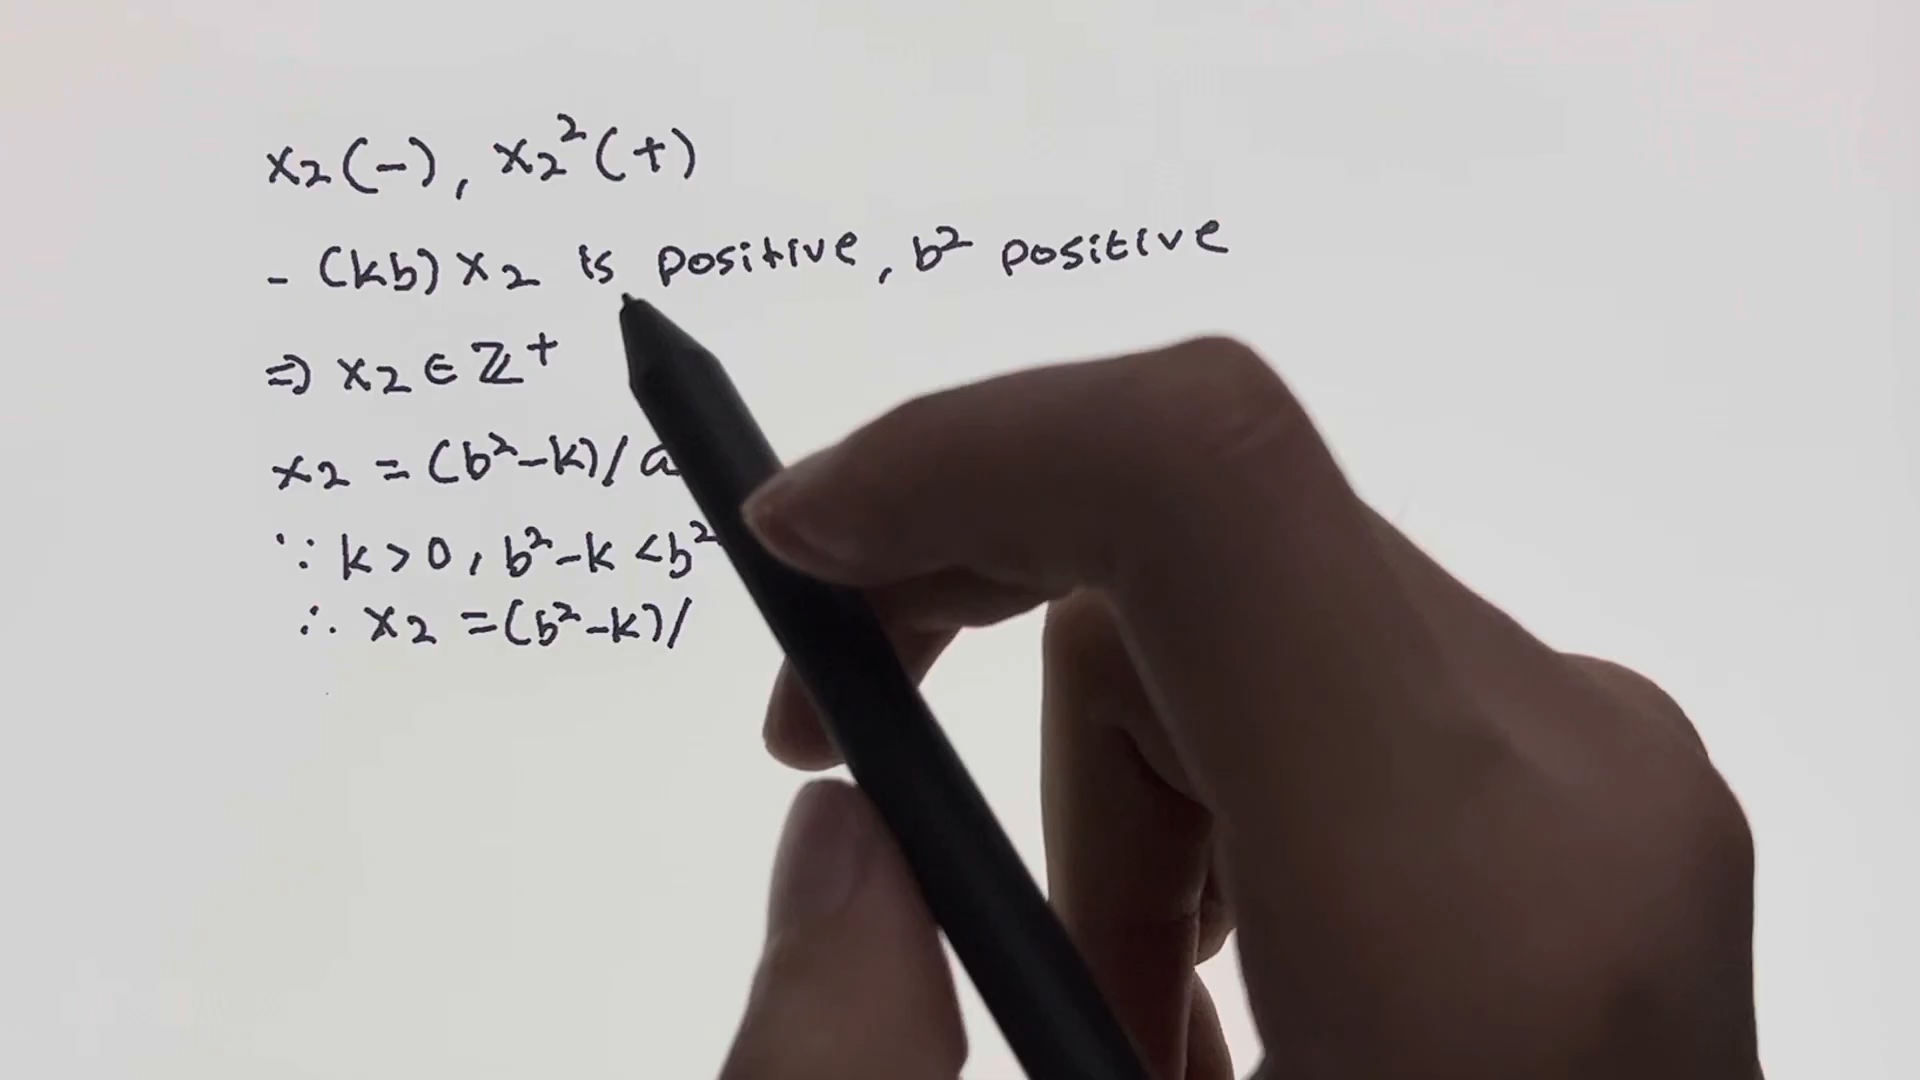 x₂(-), x₂²(+)
-(kb)x₂ is positive, b² positive
⇒ x₂ ∈ ℤ⁺
x₂ = (b²-k)/a
∵ k>0, b²-k<b²
∴ x₂ = (b²-k)/